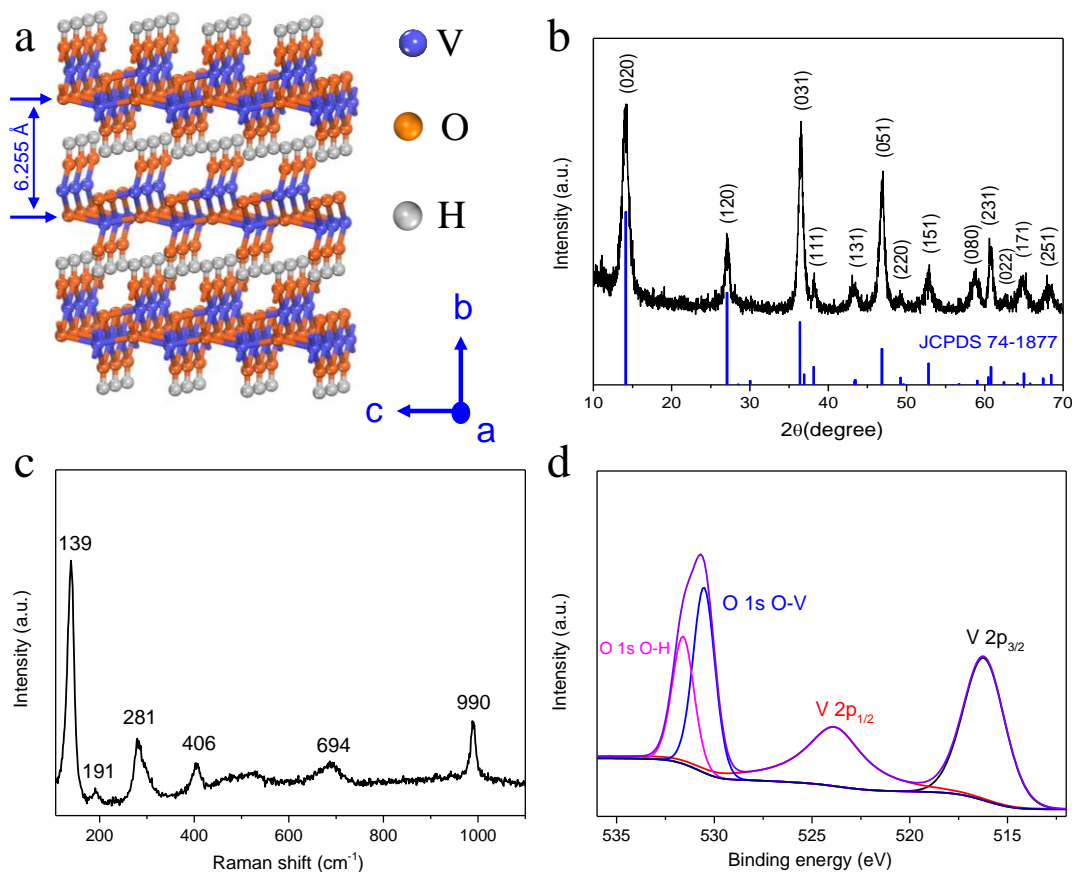 a
V
O
H
6.255 Å
b
c
a
b
(020)
(120)
(031)
(111)
(131)
(051)
(220)
(151)
(080)
(231)
(022)
(171)
(251)
JCPDS 74-1877
Intensity (a.u.)
10 20 30 40 50 60 70
2θ(degree)
c
139
191
281
406
694
990
Intensity (a.u.)
200 400 600 800 1000
Raman shift (cm⁻¹)
d
O 1s O-V
O 1s O-H
V 2p₁/₂
V 2p₃/₂
Intensity (a.u.)
535 530 525 520 515
Binding energy (eV)